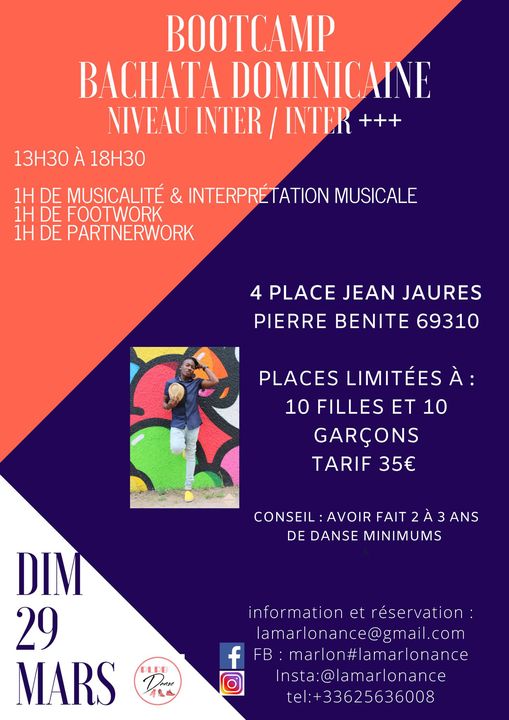 BOOTCAMP
BACHATA DOMINICAINE
NIVEAU INTER / INTER +++
13H30 À 18H30
1H DE MUSICALITÉ & INTERPRÉTATION MUSICALE
1H DE FOOTWORK
1H DE PARTNERWORK
4 PLACE JEAN JAURES
PIERRE BENITE 69310
PLACES LIMITÉES À :
10 FILLES ET 10
GARÇONS
TARIF 35€
CONSEIL : AVOIR FAIT 2 À 3 ANS
DE DANSE MINIMUMS
DIM
29
MARS
Danse
information et réservation :
lamarlonance@gmail.com
FB : marlon#lamarlonance
Insta:@lamarlonance
tel:+33625636008